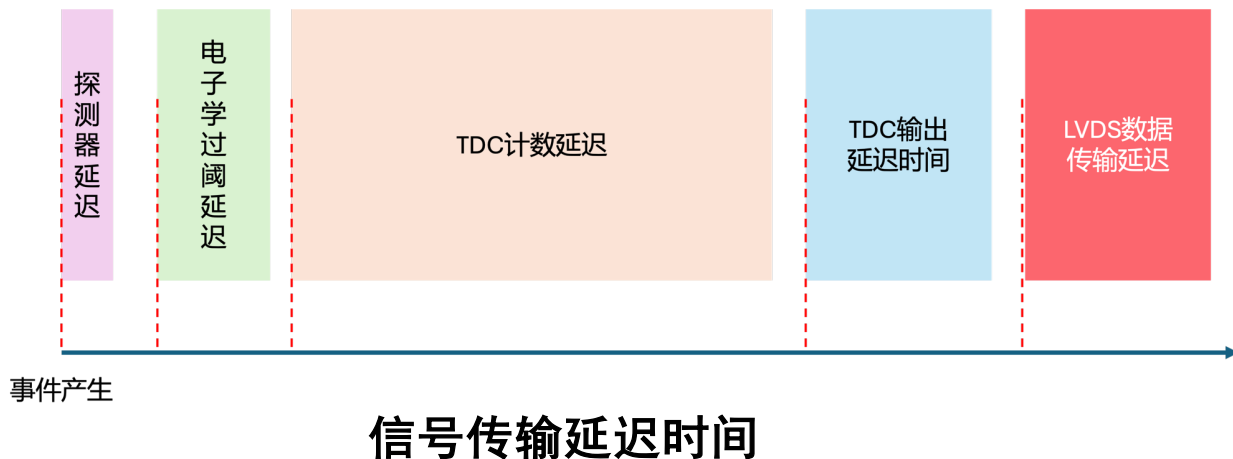 探测器延迟
电子学过阈延迟
TDC计数延迟
TDC输出
延迟时间
LVDS数据
传输延迟
事件产生
信号传输延迟时间